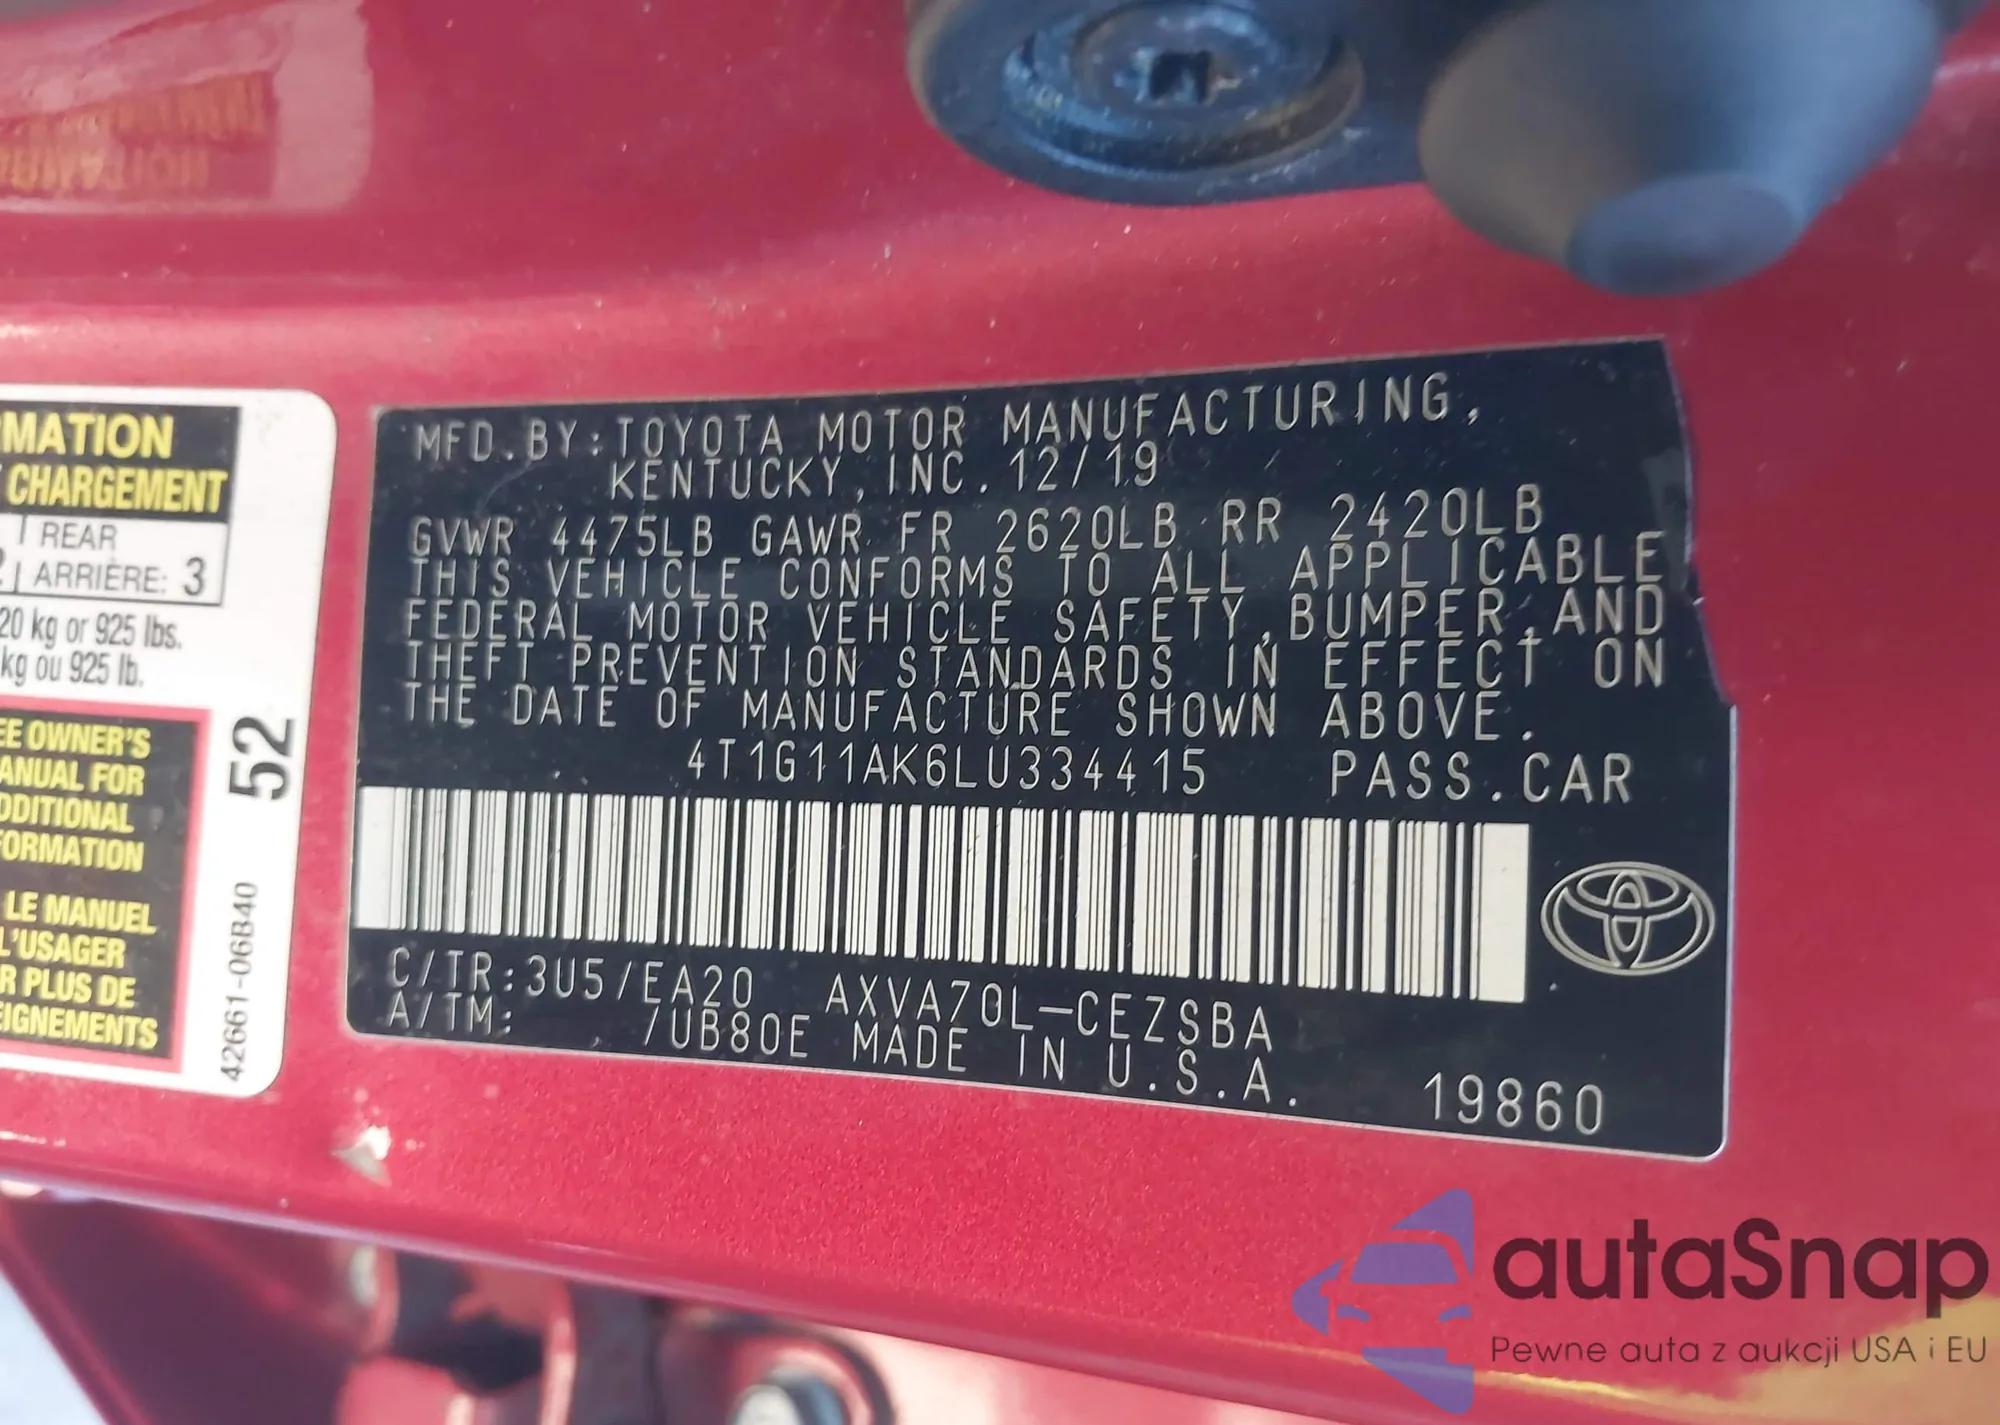 MATION
CHARGEMENT
REAR
ARRIÈRE: 3
20 kg or 925 lbs.
kg ou 925 lb.
EE OWNER'S
ANUAL FOR
DDITIONAL
FORMATION
LE MANUEL
L'USAGER
R PLUS DE
EIGNEMENTS
52
42661-06B40
MFD.BY:TOYOTA MOTOR MANUFACTURING,
KENTUCKY,INC.12/19
GVWR 4475LB GAWR FR 2620LB RR 2420LB
THIS VEHICLE CONFORMS TO ALL APPLICABLE
FEDERAL MOTOR VEHICLE SAFETY,BUMPER,AND
THEFT PREVENTION STANDARDS IN EFFECT ON
THE DATE OF MANUFACTURE SHOWN ABOVE.
4T1G11AK6LU334415 PASS.CAR
C/TR:3U5/EA20 AXVA70L-CEZSBA
A/TM: /UB80E MADE IN U.S.A.
19860
autaSnap
Pewne auta z aukcji USA i EU